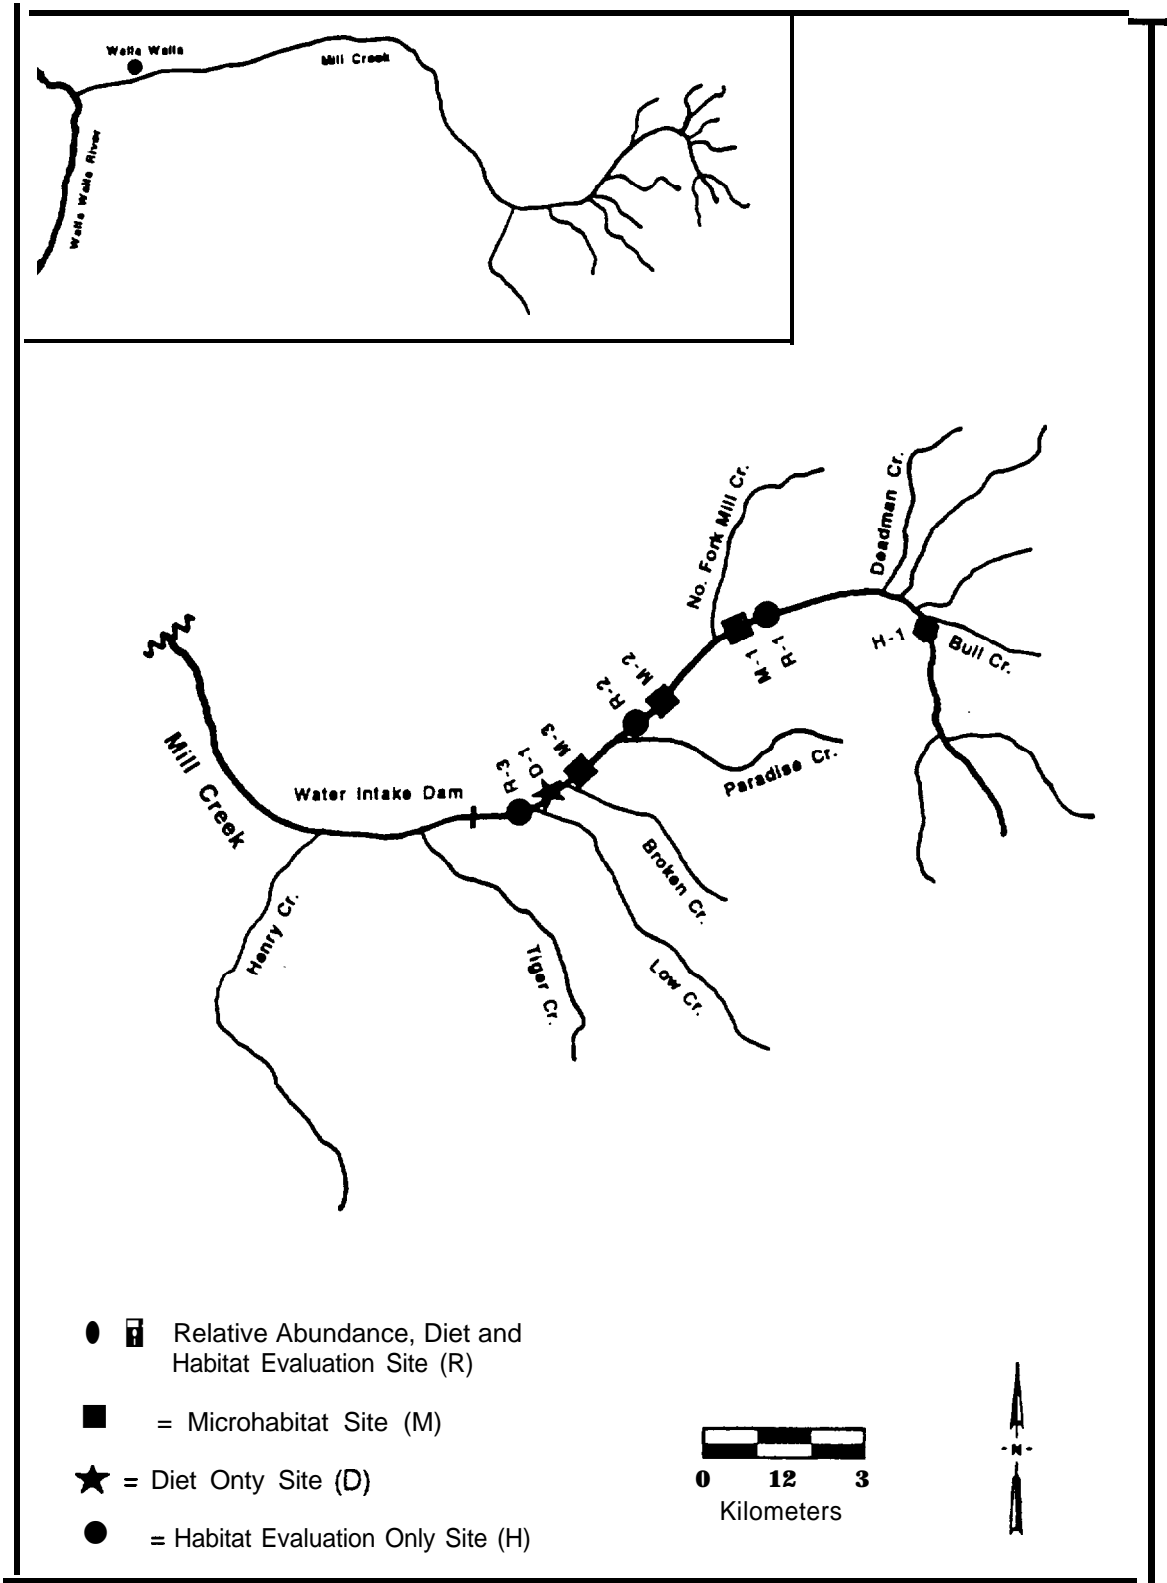 Walla Walla
Mill Creek
Walla Walla River
No. Fork Mill Cr.
Deadman Cr.
M-1
R-1
H-1
Bull Cr.
M-2
R-2
M-3
D-1
R-3
Paradise Cr.
Mill Creek
Water Intake Dam
Broken Cr.
Henry Cr.
Tiger Cr.
Low Cr.
Relative Abundance, Diet and
Habitat Evaluation Site (R)
= Microhabitat Site (M)
= Diet Onty Site (D)
= Habitat Evaluation Only Site (H)
0 12 3
Kilometers
-N-